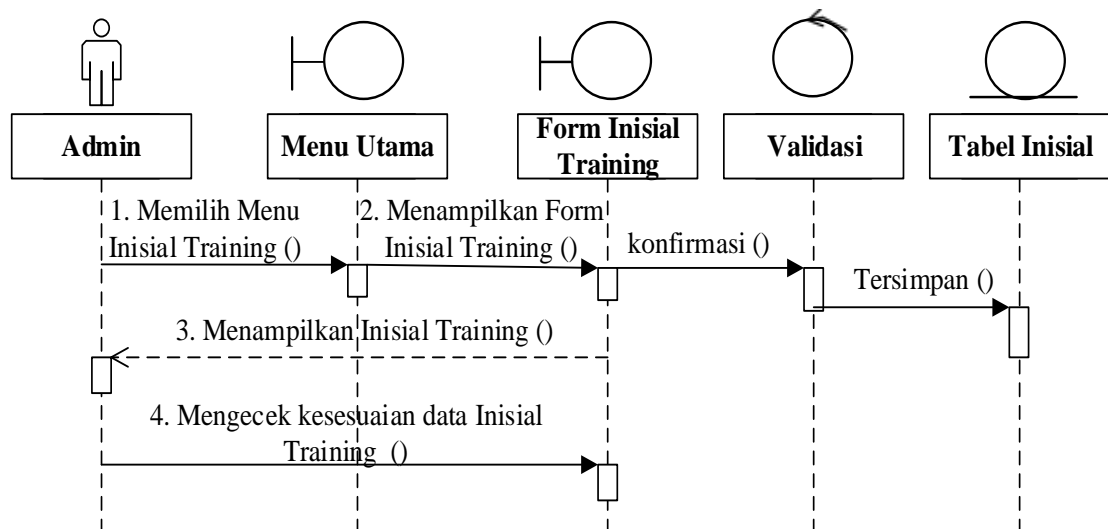 Admin
Menu Utama
Form Inisial
Training
Validasi
Tabel Inisial
1. Memilih Menu
Inisial Training ()
2. Menampilkan Form
Inisial Training ()
konfirmasi ()
Tersimpan ()
3. Menampilkan Inisial Training ()
4. Mengecek kesesuaian data Inisial
Training  ()